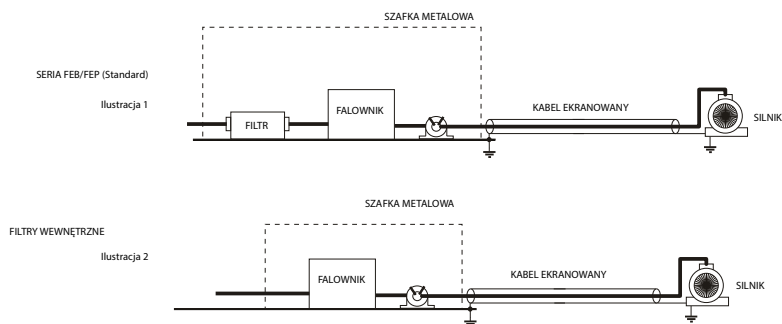 SZAFKA METALOWA
SERIA FEB/FEP (Standard)
Ilustracja 1
FILTR
FALOWNIK
KABEL EKRANOWANY
SILNIK
SZAFKA METALOWA
FILTRY WEWNĘTRZNE
Ilustracja 2
FALOWNIK
KABEL EKRANOWANY
SILNIK